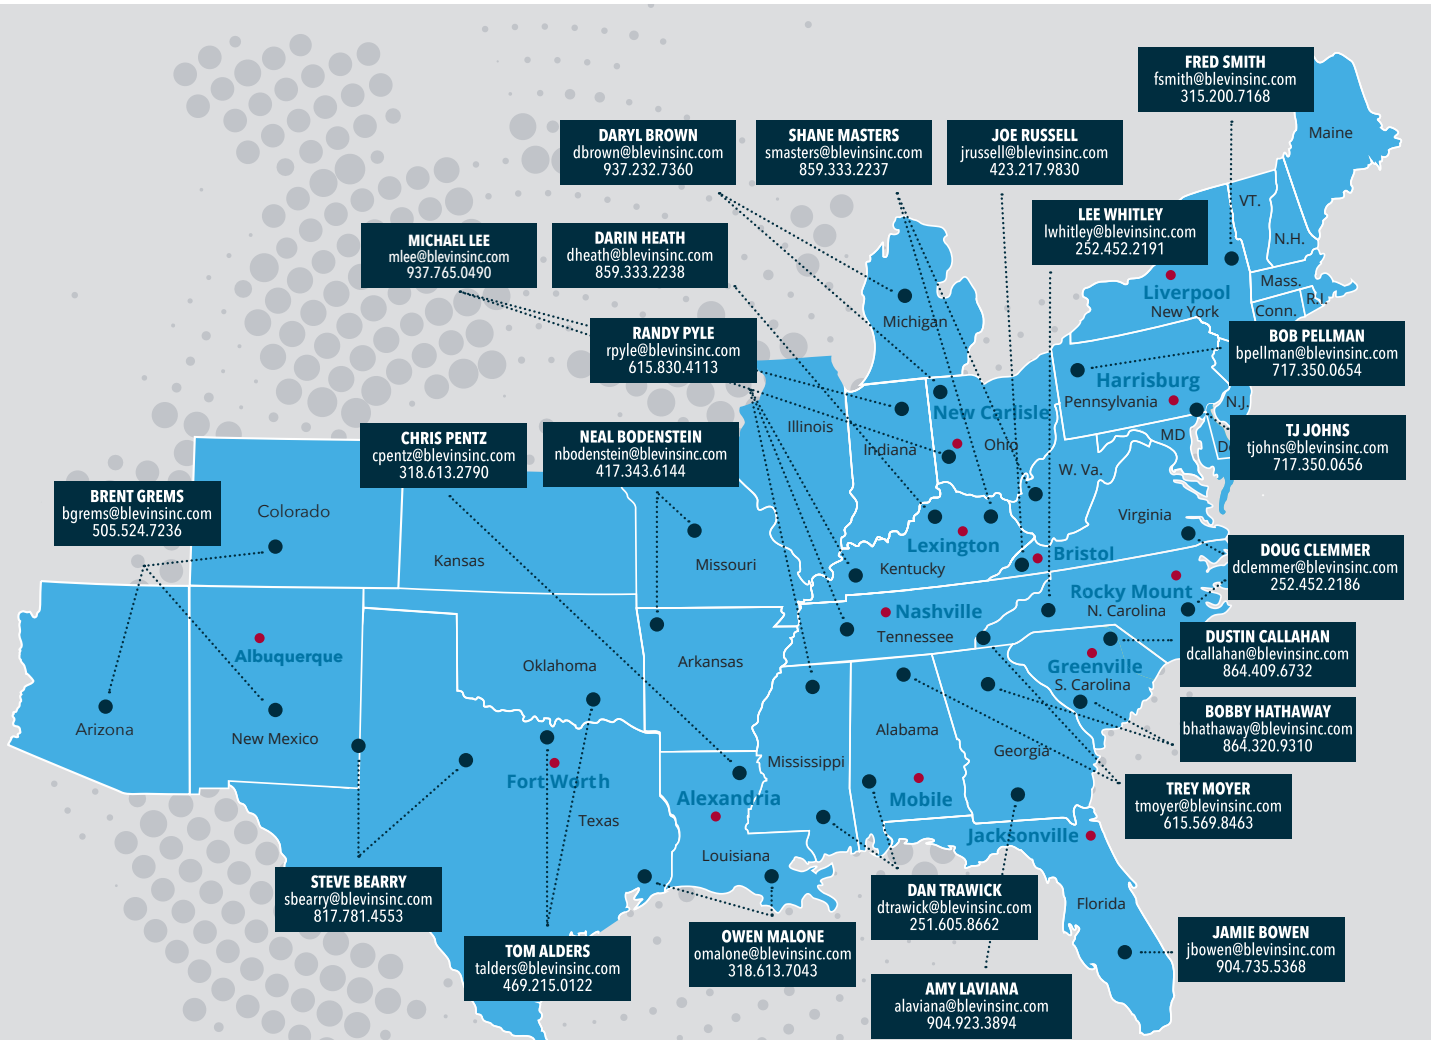 FRED SMITH
fsmith@blevinsinc.com
315.200.7168
Maine
DARYL BROWN
dbrown@blevinsinc.com
937.232.7360
SHANE MASTERS
smasters@blevinsinc.com
859.333.2237
JOE RUSSELL
jrussell@blevinsinc.com
423.217.9830
VT.
N.H.
LEE WHITLEY
lwhitley@blevinsinc.com
252.452.2191
MICHAEL LEE
mlee@blevinsinc.com
937.765.0490
DARIN HEATH
dheath@blevinsinc.com
859.333.2238
Mass.
Liverpool
New York
Conn.
R.I.
Michigan
RANDY PYLE
rpyle@blevinsinc.com
615.830.4113
BOB PELLMAN
bpellman@blevinsinc.com
717.350.0654
Harrisburg
Pennsylvania
N.J.
New Carlisle
Illinois
Indiana
Ohio
MD
TJ JOHNS
tjohns@blevinsinc.com
717.350.0656
CHRIS PENTZ
cpentz@blevinsinc.com
318.613.2790
NEAL BODENSTEIN
nbodenstein@blevinsinc.com
417.343.6144
W. Va.
BRENT GREMS
bgrems@blevinsinc.com
505.524.7236
Colorado
Virginia
Kansas
Missouri
Lexington
Kentucky
Bristol
DOUG CLEMMER
dclemmer@blevinsinc.com
252.452.2186
Rocky Mount
N. Carolina
Nashville
Tennessee
DUSTIN CALLAHAN
dcallahan@blevinsinc.com
864.409.6732
Albuquerque
Oklahoma
Arkansas
Greenville
S. Carolina
BOBBY HATHAWAY
bhathaway@blevinsinc.com
864.320.9310
Arizona
New Mexico
Alabama
Georgia
Mississippi
Fort Worth
Texas
Alexandria
Mobile
TREY MOYER
tmoyer@blevinsinc.com
615.569.8463
Jacksonville
Louisiana
STEVE BEARRY
sbearry@blevinsinc.com
817.781.4553
DAN TRAWICK
dtrawick@blevinsinc.com
251.605.8662
Florida
TOM ALDERS
talders@blevinsinc.com
469.215.0122
OWEN MALONE
omalone@blevinsinc.com
318.613.7043
JAMIE BOWEN
jbowen@blevinsinc.com
904.735.5368
AMY LAVIANA
alaviana@blevinsinc.com
904.923.3894